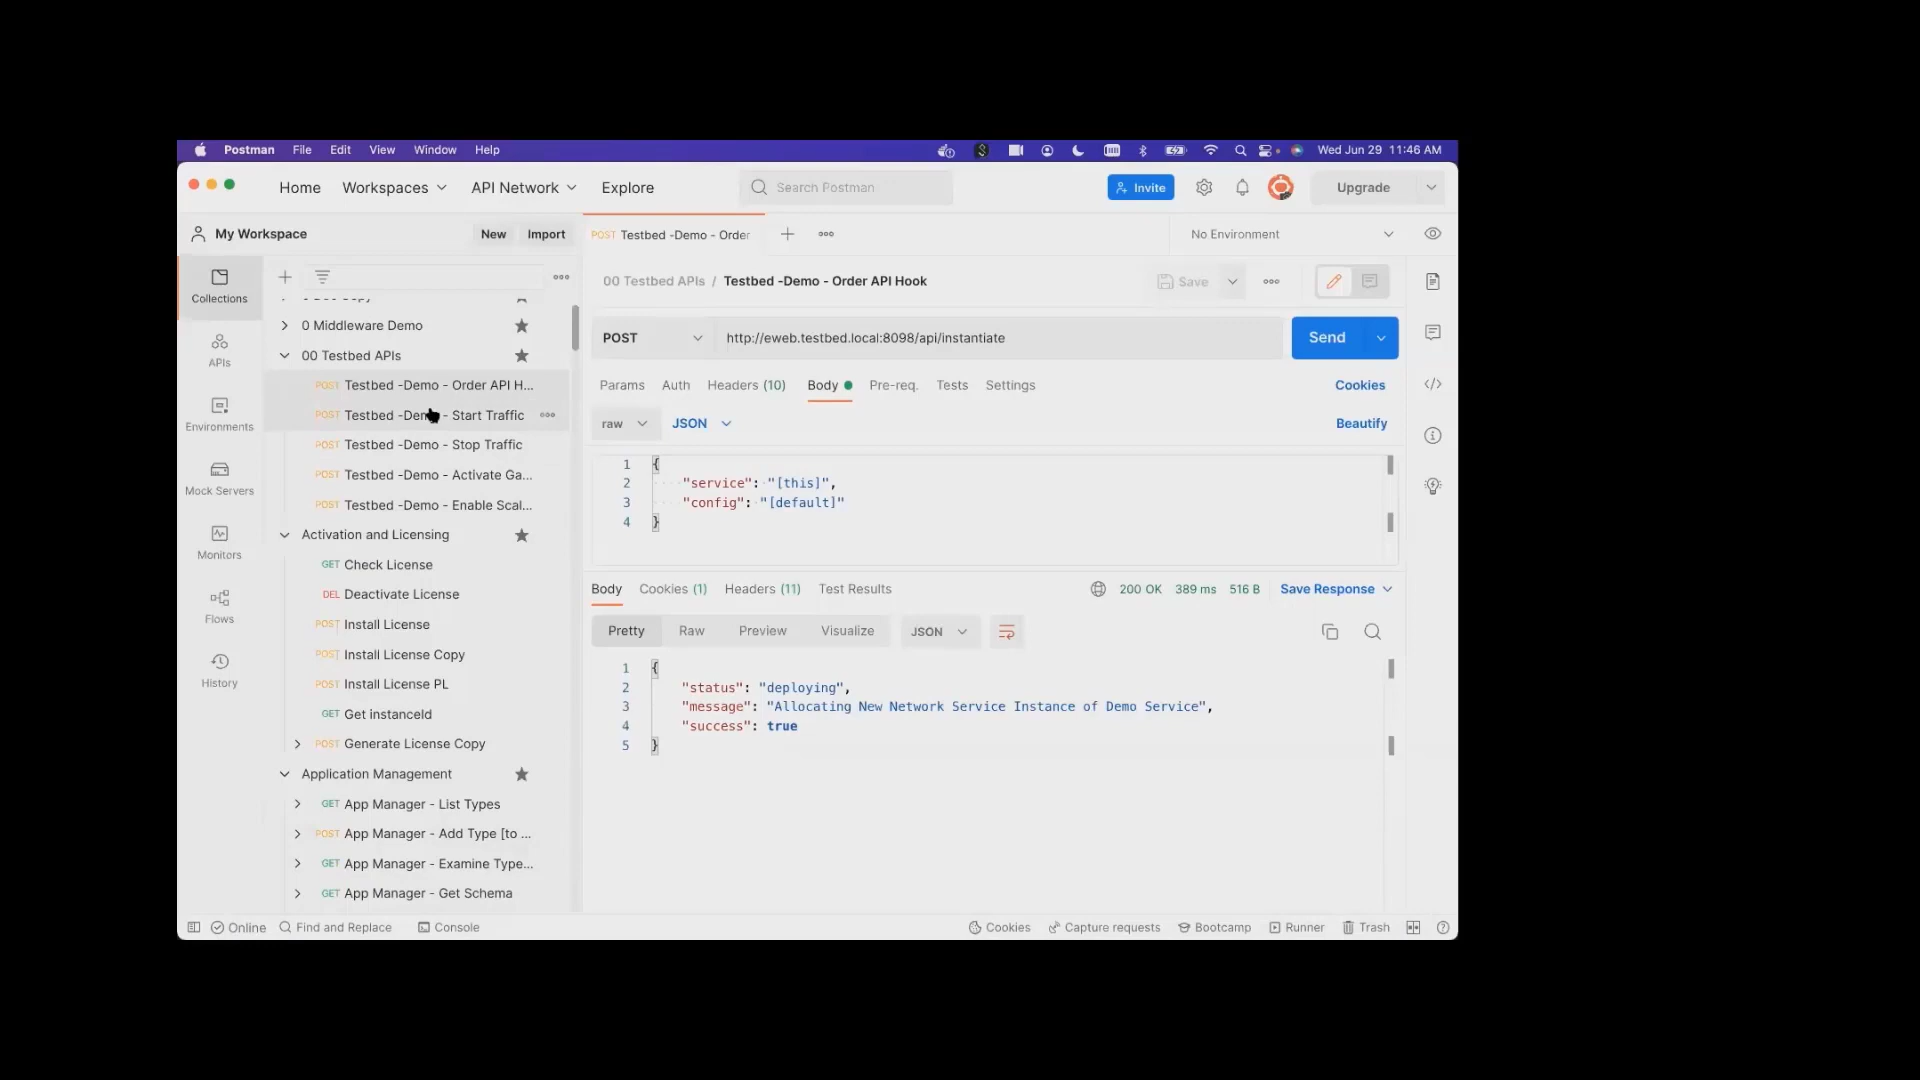 Postman File Edit View Window Help Wed Jun 29 11:46 AM
Home Workspaces API Network Explore Search Postman Invite Upgrade
My Workspace New Import POST Testbed -Demo - Order No Environment
Collections
APIs
Environments
Mock Servers
Monitors
Flows
History
0 Middleware Demo
00 Testbed APIs
POST Testbed -Demo - Order API H...
POST Testbed - - Start Traffic
POST Testbed -Demo - Stop Traffic
POST Testbed -Demo - Activate Ga...
POST Testbed -Demo - Enable Scal...
Activation and Licensing
GET Check License
DEL Deactivate License
POST Install License
POST Install License Copy
POST Install License PL
GET Get instanceId
POST Generate License Copy
Application Management
GET App Manager - List Types
POST App Manager - Add Type [to ...
GET App Manager - Examine Type...
GET App Manager - Get Schema
00 Testbed APIs / Testbed -Demo - Order API Hook Save
POST http://eweb.testbed.local:8098/api/instantiate Send
Params Auth Headers (10) Body Pre-req. Tests Settings Cookies
raw JSON Beautify
1 {
2 "service": "[this]",
3 "config": "[default]"
4 }
Body Cookies (1) Headers (11) Test Results 200 OK 389 ms 516 B Save Response
Pretty Raw Preview Visualize JSON
1 {
2 "status": "deploying",
3 "message": "Allocating New Network Service Instance of Demo Service",
4 "success": true
5 }
Online Find and Replace Console Cookies Capture requests Bootcamp Runner Trash